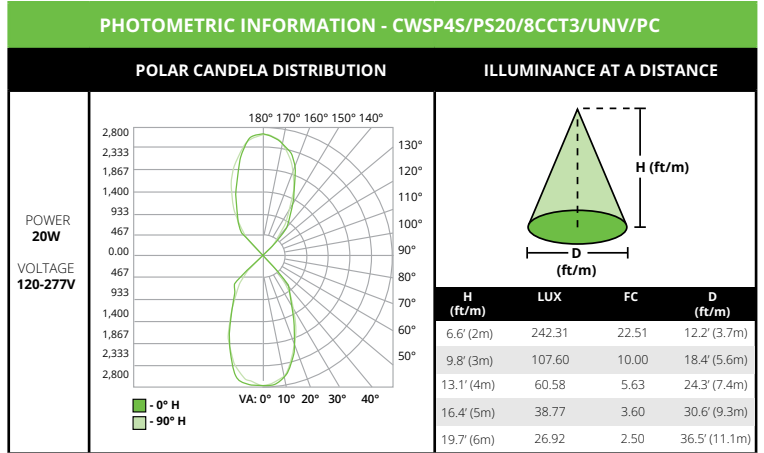 PHOTOMETRIC INFORMATION - CWSP4S/PS20/8CCT3/UNV/PC
POLAR CANDELA DISTRIBUTION
ILLUMINANCE AT A DISTANCE
POWER
20W
VOLTAGE
120-277V
180° 170° 160° 150° 140°
2,800
2,333
1,867
1,400
933
467
0.00
467
933
1,400
1,867
2,333
2,800
130°
120°
110°
100°
90°
80°
70°
60°
50°
VA: 0° 10° 20° 30° 40°
- 0° H
- 90° H
H (ft/m)
D
(ft/m)
H LUX FC D
(ft/m) (ft/m)
6.6’ (2m) 242.31 22.51 12.2’ (3.7m)
9.8’ (3m) 107.60 10.00 18.4’ (5.6m)
13.1’ (4m) 60.58 5.63 24.3’ (7.4m)
16.4’ (5m) 38.77 3.60 30.6’ (9.3m)
19.7’ (6m) 26.92 2.50 36.5’ (11.1m)